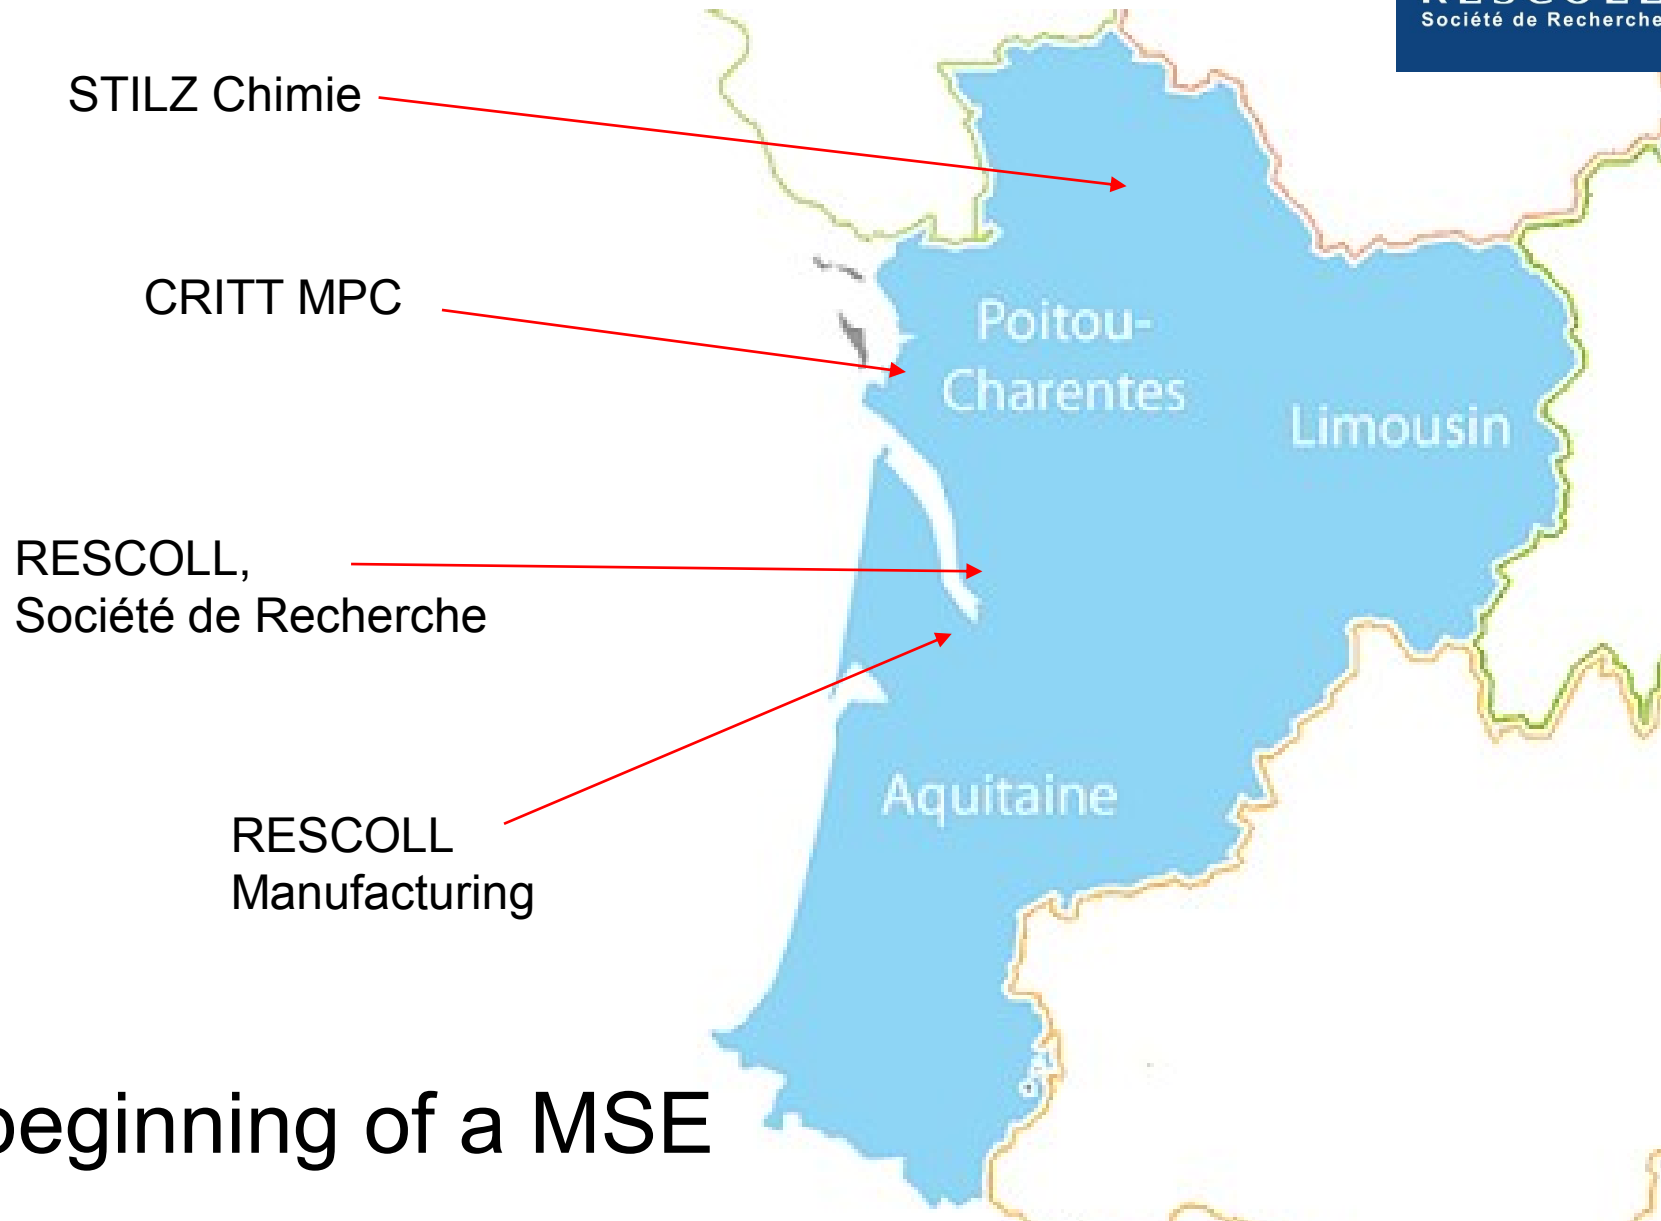 Société de Recherche
STILZ Chimie
CRITT MPC
Poitou-
Charentes
Limousin
RESCOLL,
Société de Recherche
Aquitaine
RESCOLL
Manufacturing
beginning of a MSE